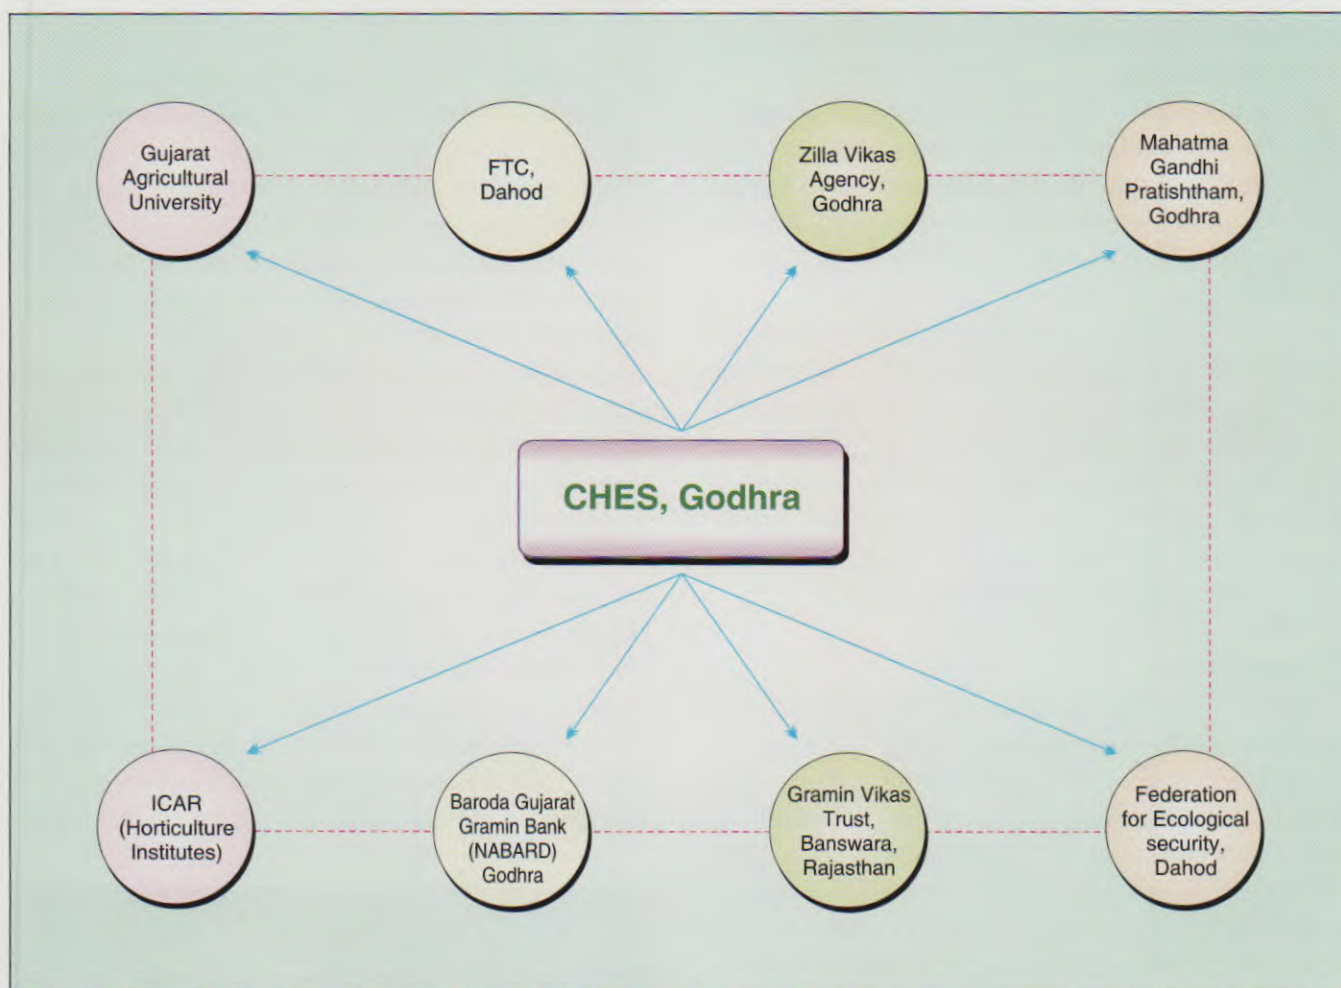 Gujarat
Agricultural
University
FTC,
Dahod
Zilla Vikas
Agency,
Godhra
Mahatma
Gandhi
Pratishtham,
Godhra
CHES, Godhra
ICAR
(Horticulture
Institutes)
Baroda Gujarat
Gramin Bank
(NABARD)
Godhra
Gramin Vikas
Trust,
Banswara,
Rajasthan
Federation
for Ecological
security,
Dahod